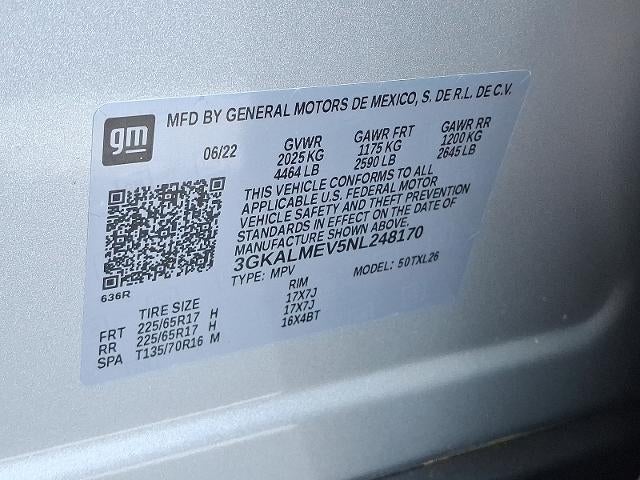 gm
MFD BY GENERAL MOTORS DE MEXICO, S. DE R.L. DE C.V.
06/22 GVWR GAWR FRT GAWR RR
2025 KG 1175 KG 1200 KG
4464 LB 2590 LB 2645 LB
THIS VEHICLE CONFORMS TO ALL
APPLICABLE U.S. FEDERAL MOTOR
VEHICLE SAFETY AND THEFT PREVENTION
STANDARDS IN EFFECT ON THE DATE OF
MANUFACTURE SHOWN ABOVE.
3GKALMEV5NL248170
TYPE: MPV MODEL: 50TXL26
636R
TIRE SIZE RIM
FRT 225/65R17 H 17X7J
RR 225/65R17 H 17X7J
SPA T135/70R16 M 16X4BT